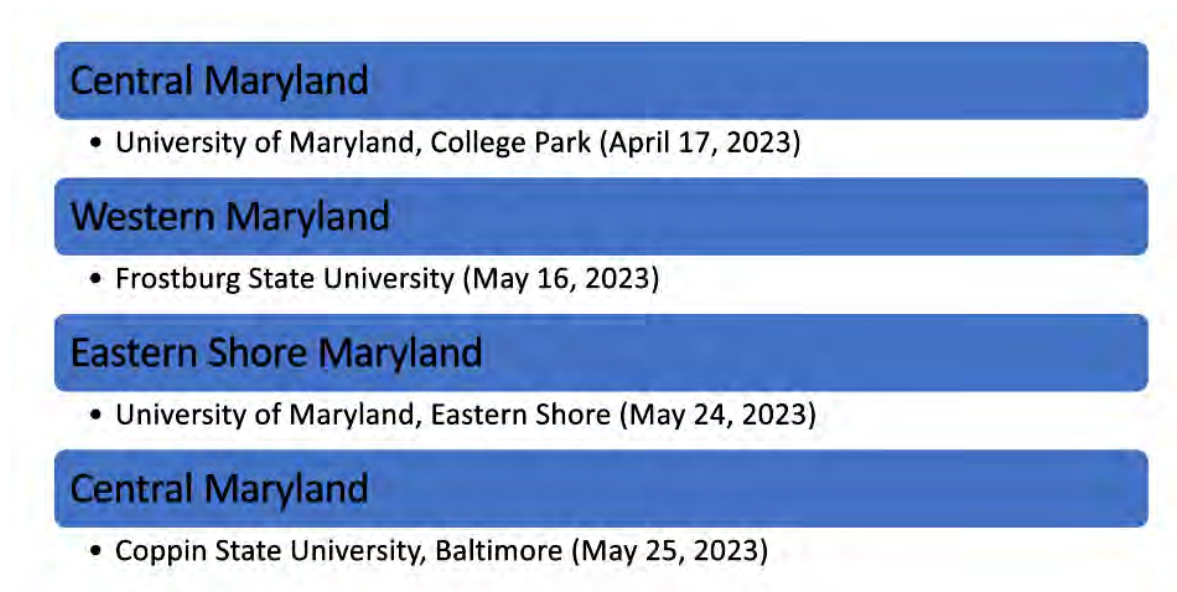 Central Maryland
• University of Maryland, College Park (April 17, 2023)
Western Maryland
• Frostburg State University (May 16, 2023)
Eastern Shore Maryland
• University of Maryland, Eastern Shore (May 24, 2023)
Central Maryland
• Coppin State University, Baltimore (May 25, 2023)